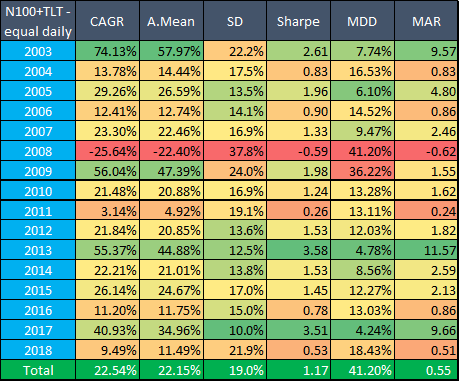 N100+TLT - equal daily CAGR A.Mean SD Sharpe MDD MAR
2003 74.13% 57.97% 22.2% 2.61 7.74% 9.57
2004 13.78% 14.44% 17.5% 0.83 16.53% 0.83
2005 29.26% 26.59% 13.5% 1.96 6.10% 4.80
2006 12.41% 12.74% 14.1% 0.90 14.52% 0.86
2007 23.30% 22.46% 16.9% 1.33 9.47% 2.46
2008 -25.64% -22.40% 37.8% -0.59 41.20% -0.62
2009 56.04% 47.39% 24.0% 1.98 36.22% 1.55
2010 21.48% 20.88% 16.9% 1.24 13.28% 1.62
2011 3.14% 4.92% 19.1% 0.26 13.11% 0.24
2012 21.84% 20.85% 13.6% 1.53 12.03% 1.82
2013 55.37% 44.88% 12.5% 3.58 4.78% 11.57
2014 22.21% 21.01% 13.8% 1.53 8.56% 2.59
2015 26.14% 24.67% 17.0% 1.45 12.27% 2.13
2016 11.20% 11.75% 15.0% 0.78 13.03% 0.86
2017 40.93% 34.96% 10.0% 3.51 4.24% 9.66
2018 9.49% 11.49% 21.9% 0.53 18.43% 0.51
Total 22.54% 22.15% 19.0% 1.17 41.20% 0.55